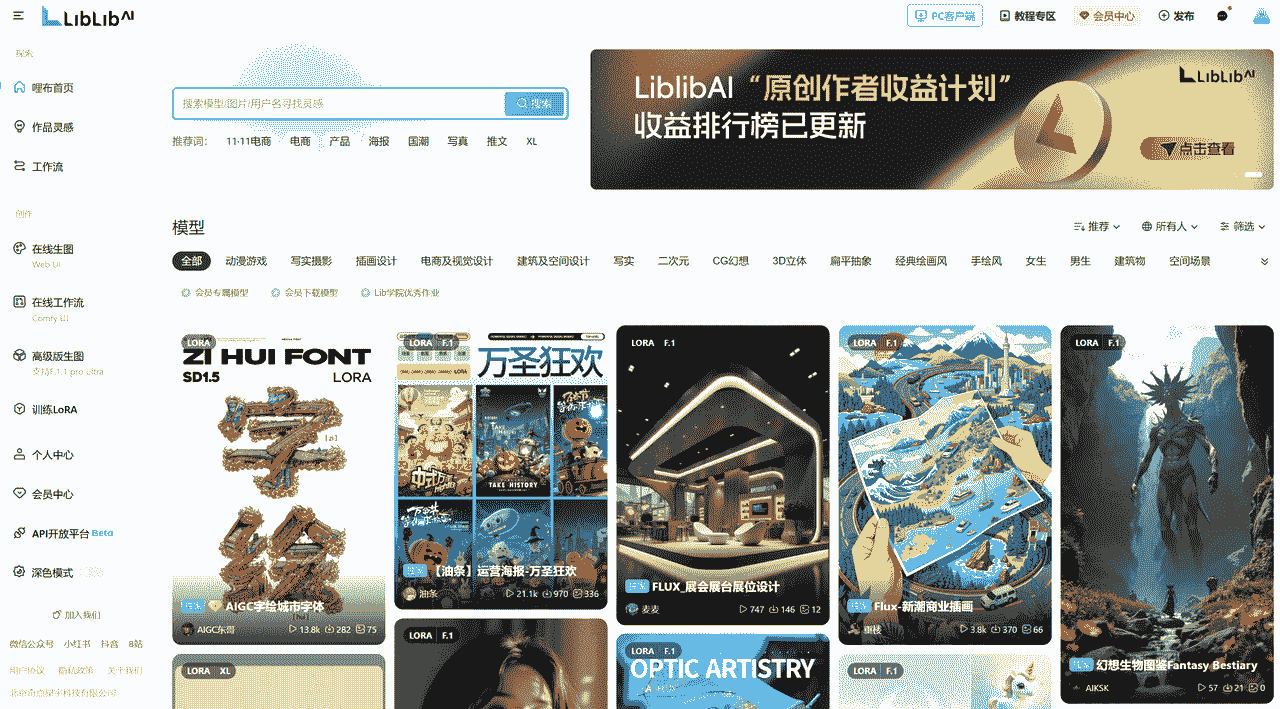 LibLibAI
PC客户端
教程专区
会员中心
发布
探索
哩布首页
作品灵感
工作流
创作
在线生图
Web UI
在线工作流
Comfy UI
高级版生图
支持F.1.1 pro ultra
训练LoRA
个人中心
会员中心
API开放平台 Beta
深色模式
加入我们
微信公众号 小红书 抖音 B站
用户协议 隐私政策 关于我们
北京奇点星宇科技有限公司
搜索模型/图片/用户名寻找灵感
搜索
推荐词： 11·11电商 电商 产品 海报 国潮 写真 推文 XL
LiblibAI “原创作者收益计划”
收益排行榜已更新
LibLibAI
点击查看
模型
推荐 所有人 筛选
全部 动漫游戏 写实摄影 插画设计 电商及视觉设计 建筑及空间设计 写实 二次元 CG幻想 3D立体 扁平抽象 经典绘画风 手绘风 女生 男生 建筑物 空间场景
会员专属模型 会员下载模型 Lib学院优秀作业
LORA
ZI HUI FONT
SD1.5 LORA
字
绘
AIGC字绘城市字体
AIGC东哥 13.8k 282 75
LORA F.1
万圣狂欢
TAKE HISTORY
【油条】运营海报-万圣狂欢
油条 21.1k 970 336
LORA F.1
FLUX_展会展台展位设计
麦麦 747 146 12
LORA F.1
Flux-新潮商业插画
3.8k 370 66
LORA F.1
幻想生物图鉴Fantasy Bestiary
AIKSK 57 21 0
LORA XL
LORA F.1
LORA F.1
OPTIC ARTISTRY
LORA F.1